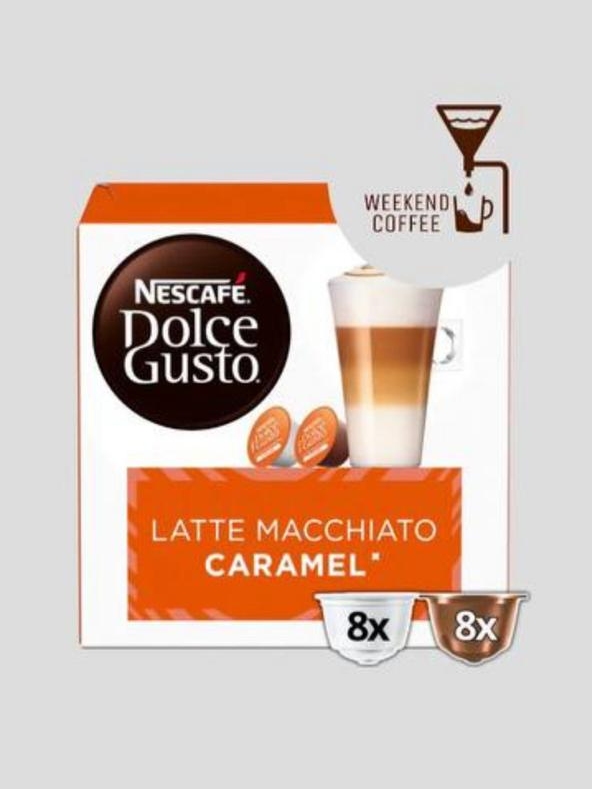 WEEKEND
COFFEE
NESCAFÉ.
Dolce
Gusto.
LATTE MACCHIATO
CARAMEL*
8x
8x